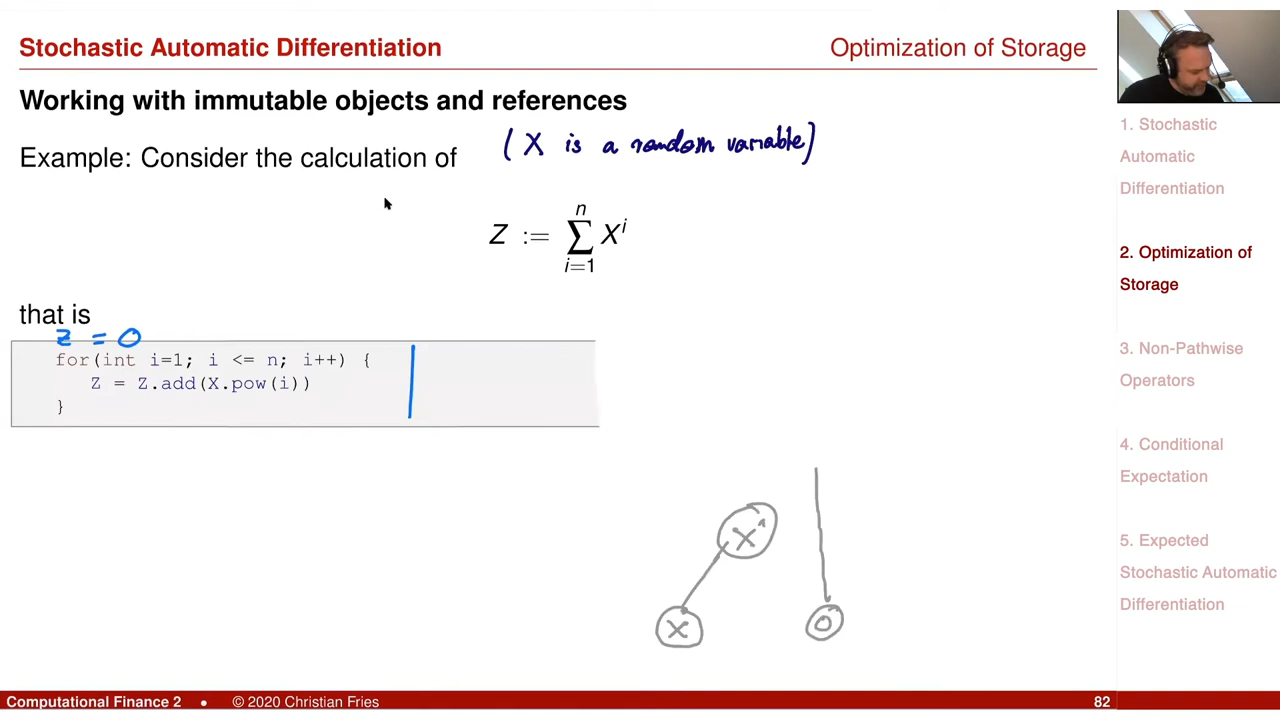 Stochastic Automatic Differentiation
Optimization of Storage
Working with immutable objects and references
Example: Consider the calculation of
(X is a random variable)
Z := ∑_{i=1}^{n} X^i
that is
Z = 0
for(int i=1; i <= n; i++) {
Z = Z.add(X.pow(i))
}
X^1
X
0
1. Stochastic
Automatic
Differentiation
2. Optimization of
Storage
3. Non-Pathwise
Operators
4. Conditional
Expectation
5. Expected
Stochastic Automatic
Differentiation
Computational Finance 2 • © 2020 Christian Fries
82